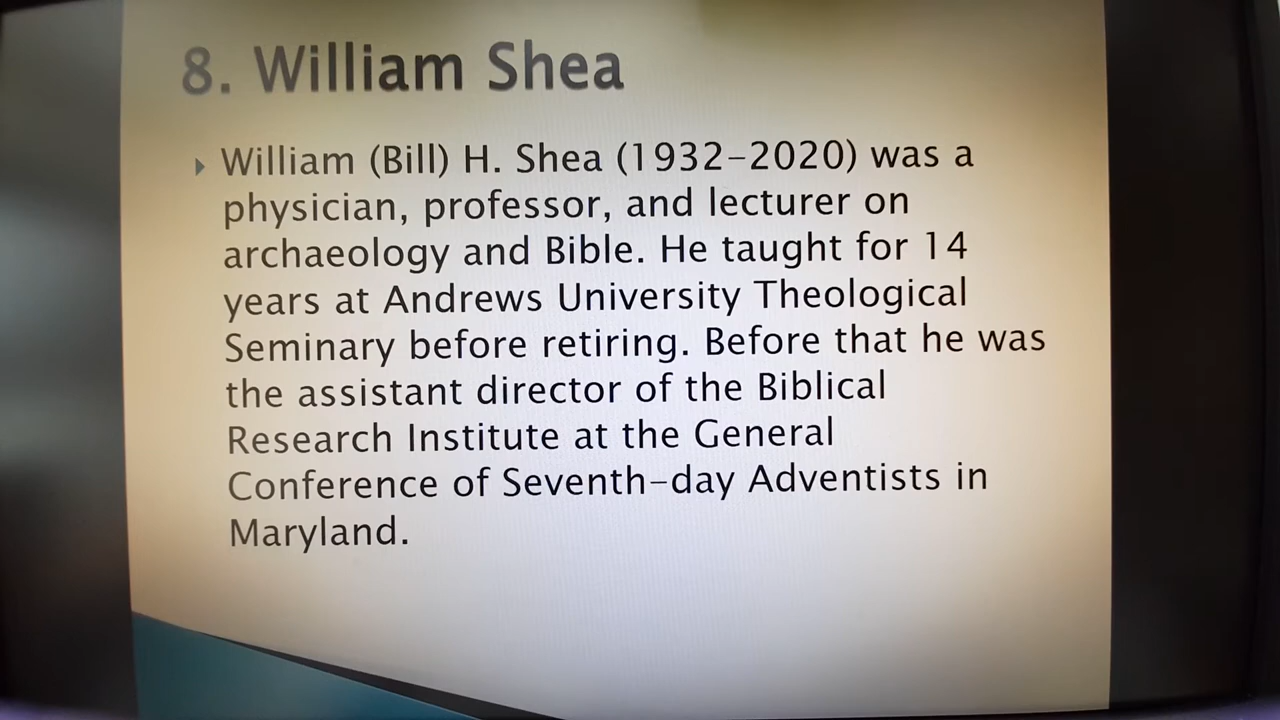 8. William Shea
William (Bill) H. Shea (1932-2020) was a
physician, professor, and lecturer on
archaeology and Bible. He taught for 14
years at Andrews University Theological
Seminary before retiring. Before that he was
the assistant director of the Biblical
Research Institute at the General
Conference of Seventh-day Adventists in
Maryland.